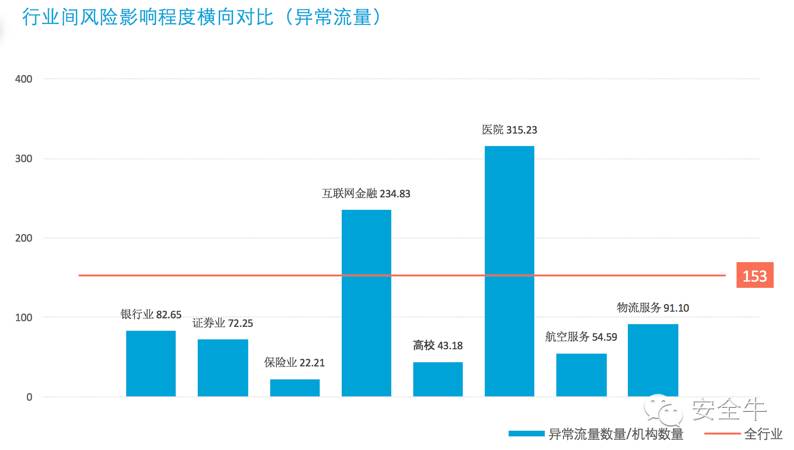 行业间风险影响程度横向对比（异常流量）
400
300
200
100
0
银行业 82.65
证券业 72.25
保险业 22.21
互联网金融 234.83
高校 43.18
医院 315.23
航空服务 54.59
物流服务 91.10
153
安全牛
异常流量数量/机构数量
全行业